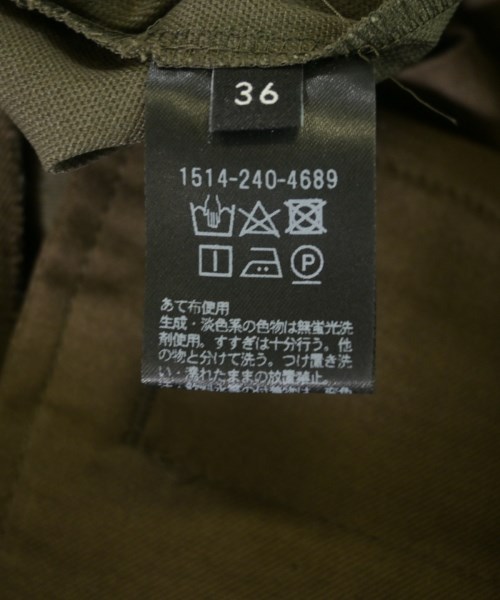 36
1514-240-4689
P
あて布使用
生成・淡色系の色物は無蛍光洗
剤使用。すすぎは十分行う。他
の物と分けて洗う。つけ置き洗
い・濡れたままの放置禁止